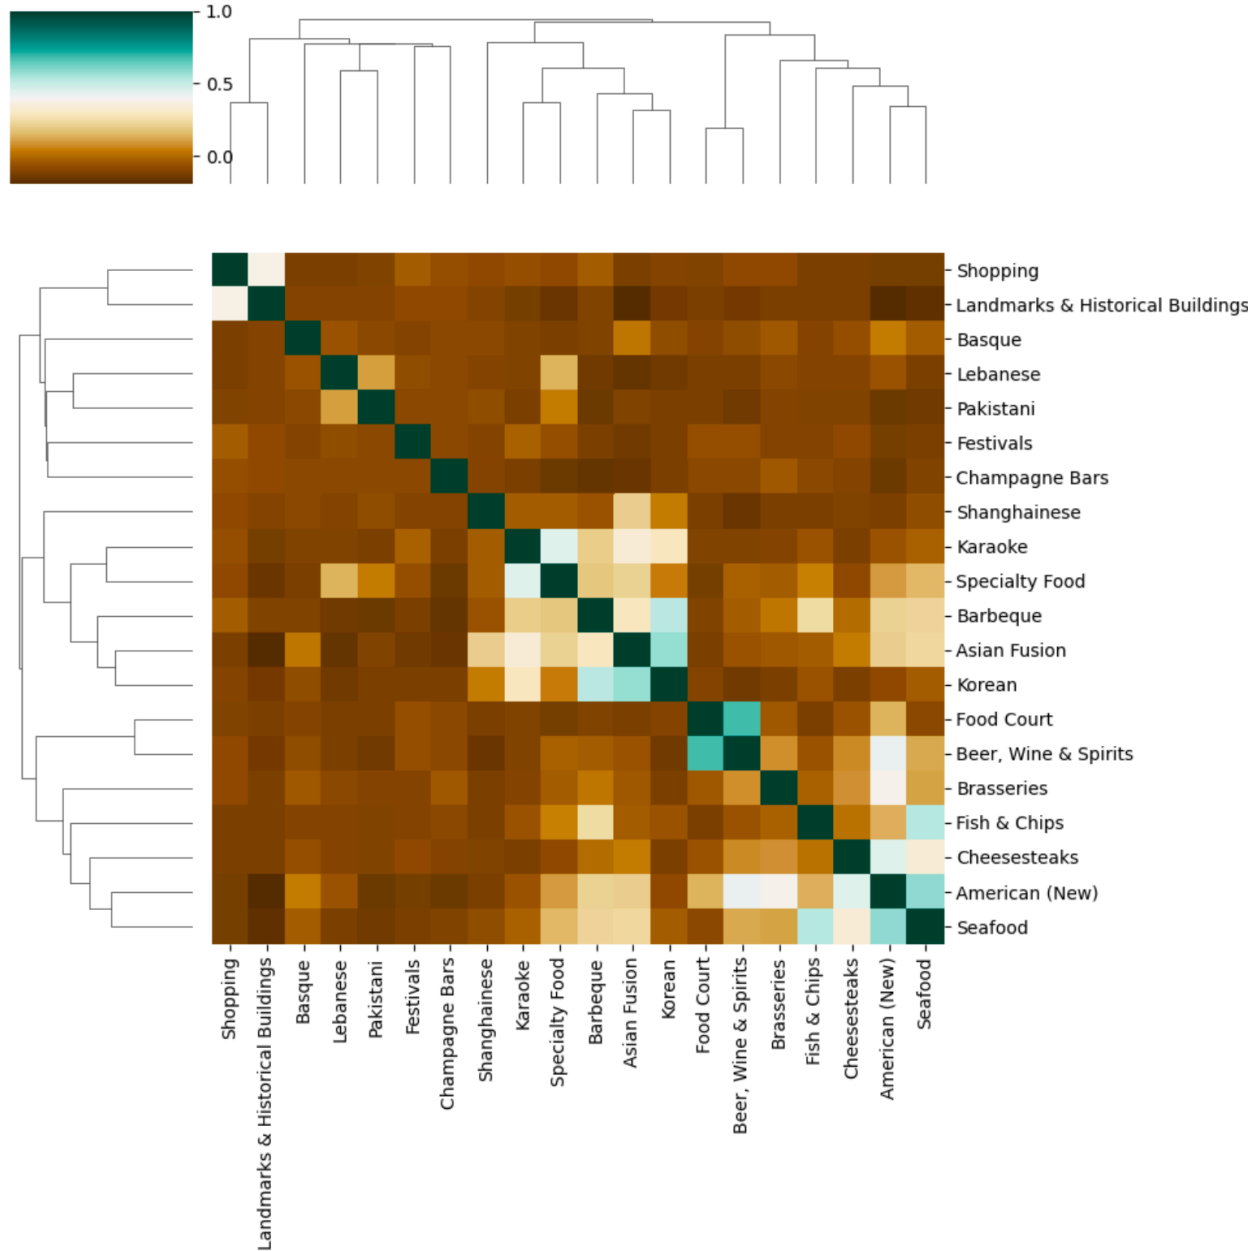 1.0
0.5
0.0
Shopping
Landmarks & Historical Buildings
Basque
Lebanese
Pakistani
Festivals
Champagne Bars
Shanghainese
Karaoke
Specialty Food
Barbeque
Asian Fusion
Korean
Food Court
Beer, Wine & Spirits
Brasseries
Fish & Chips
Cheesesteaks
American (New)
Seafood
Shopping
Landmarks & Historical Buildings
Basque
Lebanese
Pakistani
Festivals
Champagne Bars
Shanghainese
Karaoke
Specialty Food
Barbeque
Asian Fusion
Korean
Food Court
Beer, Wine & Spirits
Brasseries
Fish & Chips
Cheesesteaks
American (New)
Seafood